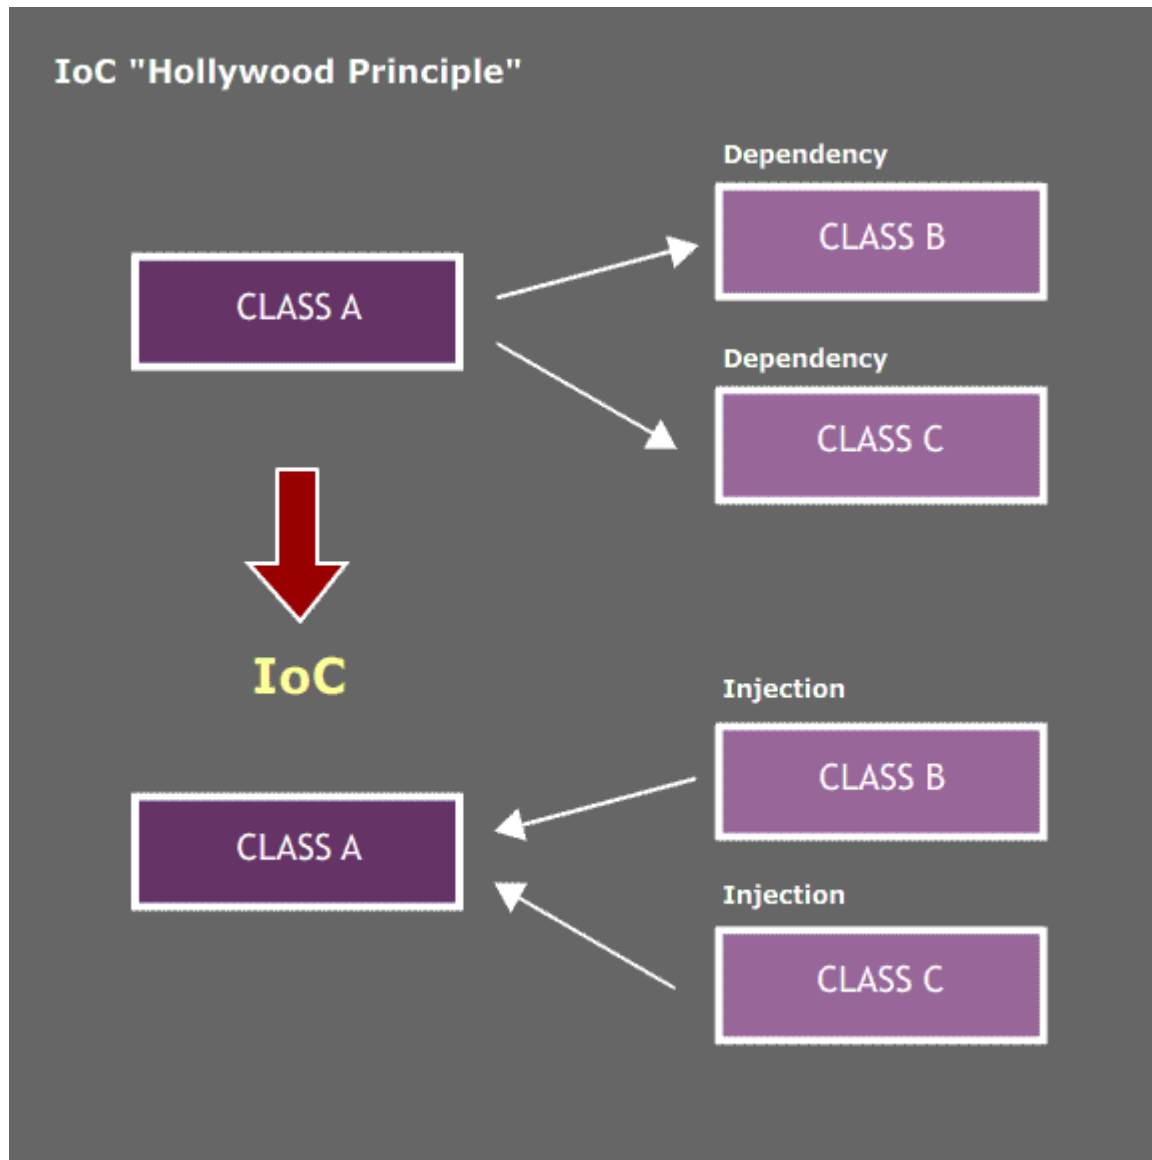 IoC "Hollywood Principle"
Dependency
CLASS B
CLASS A
Dependency
CLASS C
IoC
Injection
CLASS B
CLASS A
Injection
CLASS C